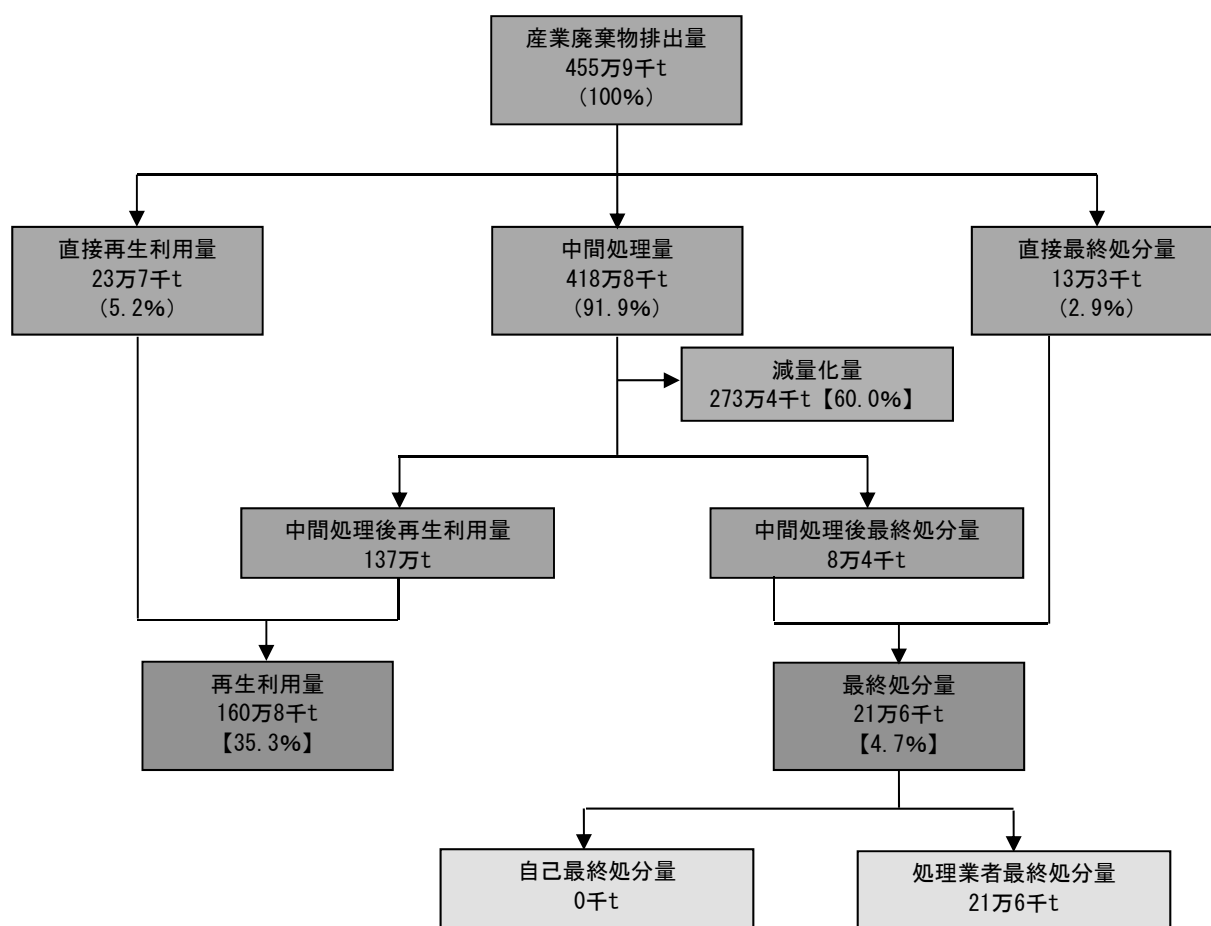 産業廃棄物排出量
455万9千t
(100%)
直接再生利用量
23万7千t
(5.2%)
中間処理量
418万8千t
(91.9%)
直接最終処分量
13万3千t
(2.9%)
減量化量
273万4千t【60.0%】
中間処理後再生利用量
137万t
中間処理後最終処分量
8万4千t
再生利用量
160万8千t
【35.3%】
最終処分量
21万6千t
【4.7%】
自己最終処分量
0千t
処理業者最終処分量
21万6千t